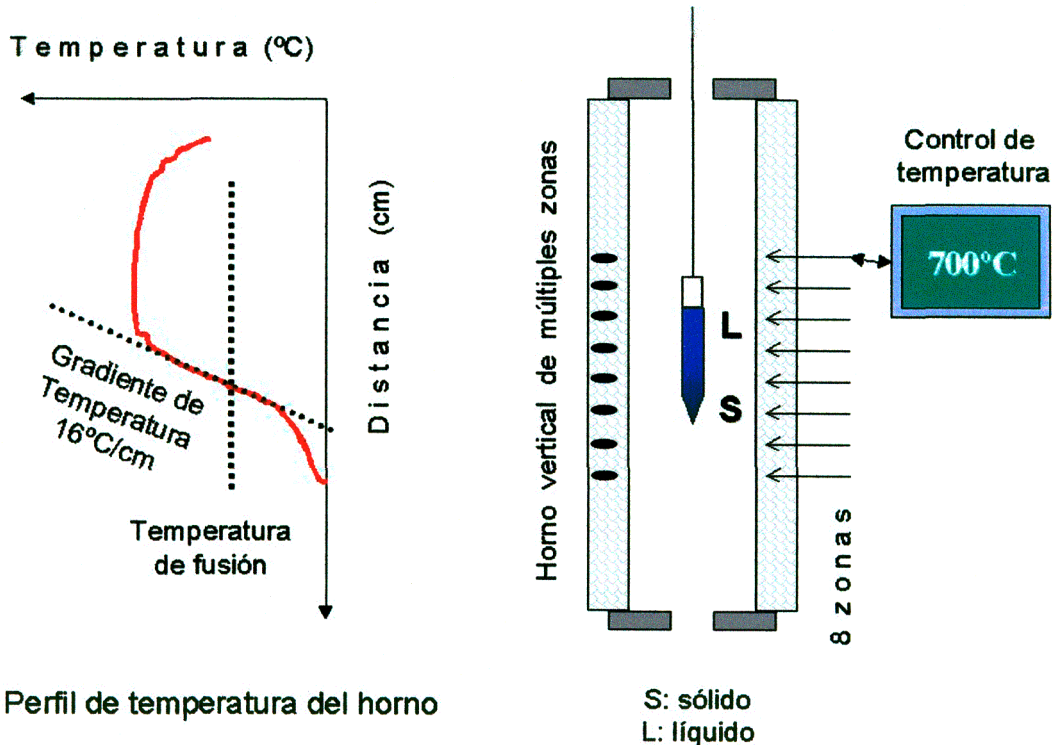 Temperatura (ºC)
Distancia (cm)
Gradiente de
Temperatura
16ºC/cm
Temperatura
de fusión
Perfil de temperatura del horno
Horno vertical de múltiples zonas
L
S
Control de
temperatura
700°C
8 zonas
S: sólido
L: líquido